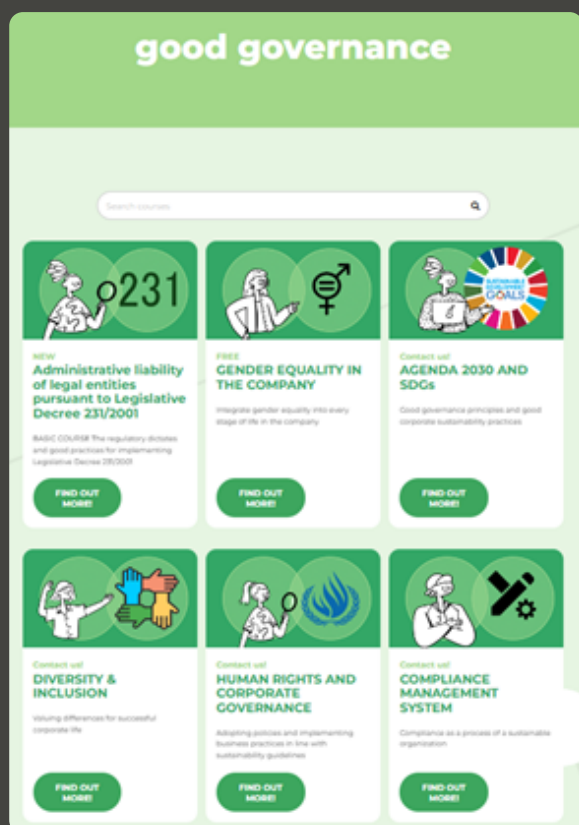 good governance
Search courses
231
SUSTAINABLE
DEVELOPMENT
GOALS
NEW
Administrative liability
of legal entities
pursuant to Legislative
Decree 231/2001
BASIC COURSE The regulatory dictates
and good practices for implementing
Legislative Decree 231/2001
FIND OUT
MORE!
FREE
GENDER EQUALITY IN
THE COMPANY
Integrate gender equality into every
stage of life in the company
FIND OUT
MORE!
Contact us!
AGENDA 2030 AND
SDGs
Good governance principles and good
corporate sustainability practices
FIND OUT
MORE!
Contact us!
DIVERSITY &
INCLUSION
Valuing differences for successful
corporate life
FIND OUT
MORE!
Contact us!
HUMAN RIGHTS AND
CORPORATE
GOVERNANCE
Adopting policies and implementing
business practices in line with
sustainability guidelines
FIND OUT
MORE!
Contact us!
COMPLIANCE
MANAGEMENT
SYSTEM
Compliance as a process of a sustainable
organization
FIND OUT
MORE!